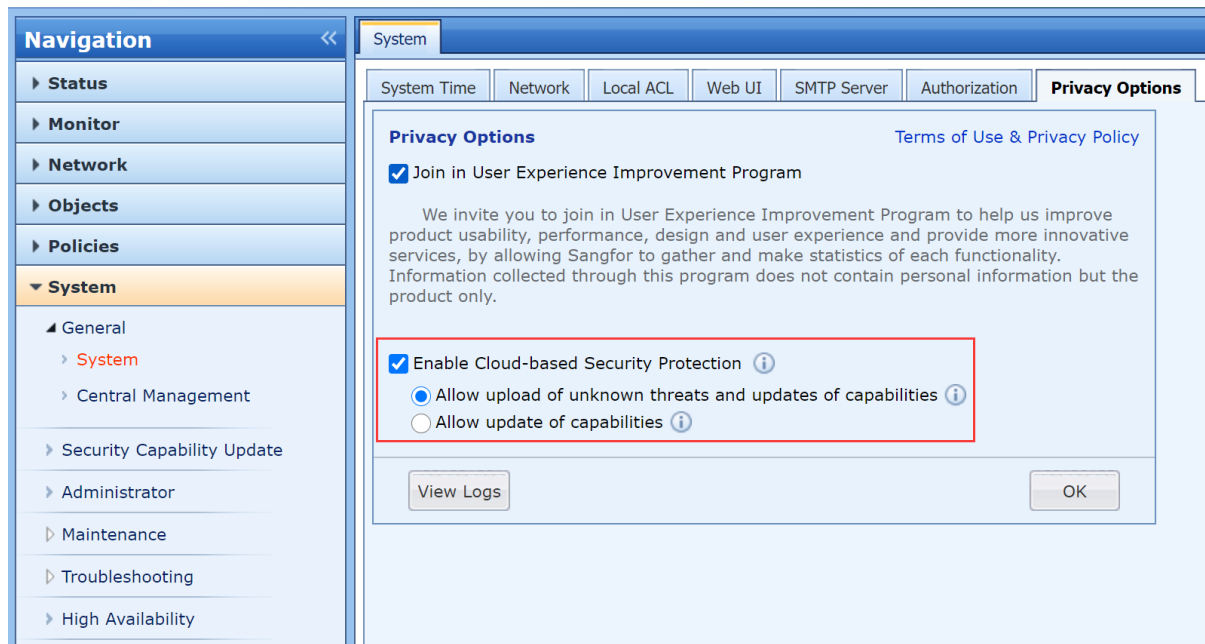 Navigation
Status
Monitor
Network
Objects
Policies
System
General
System
Central Management
Security Capability Update
Administrator
Maintenance
Troubleshooting
High Availability
System
System Time
Network
Local ACL
Web UI
SMTP Server
Authorization
Privacy Options
Privacy Options
Terms of Use & Privacy Policy
Join in User Experience Improvement Program
We invite you to join in User Experience Improvement Program to help us improve
product usability, performance, design and user experience and provide more innovative
services, by allowing Sangfor to gather and make statistics of each functionality.
Information collected through this program does not contain personal information but the
product only.
Enable Cloud-based Security Protection
Allow upload of unknown threats and updates of capabilities
Allow update of capabilities
View Logs
OK